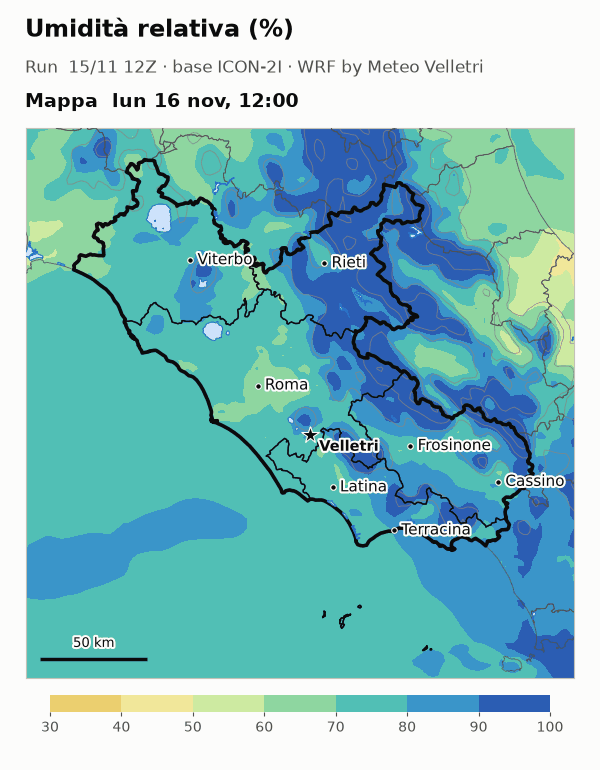 Umidità relativa (%)
Run  15/11 12Z · base ICON-2I · WRF by Meteo Velletri
Mappa  lun 16 nov, 12:00
Viterbo
Rieti
Roma
Velletri
Frosinone
Cassino
Latina
Terracina
50 km
30 40 50 60 70 80 90 100